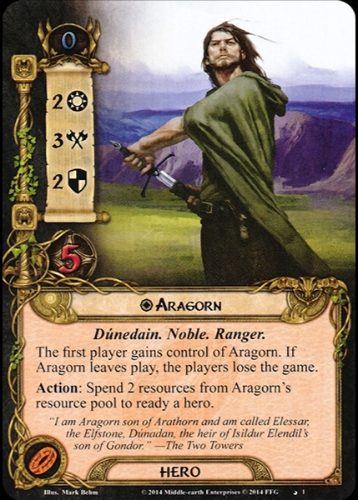 0
2
3
2
5
Aragorn
Dúnedain. Noble. Ranger.
The first player gains control of Aragorn. If
Aragorn leaves play, the players lose the game.
Action: Spend 2 resources from Aragorn's
resource pool to ready a hero.
"I am Aragorn son of Arathorn and am called Elessar,
the Elfstone, Dúnadan, the heir of Isildur Elendil's
son of Gondor." —The Two Towers
HERO
Illus. Mark Behm © 2014 Middle-earth Enterprises © 2014 FFG 1